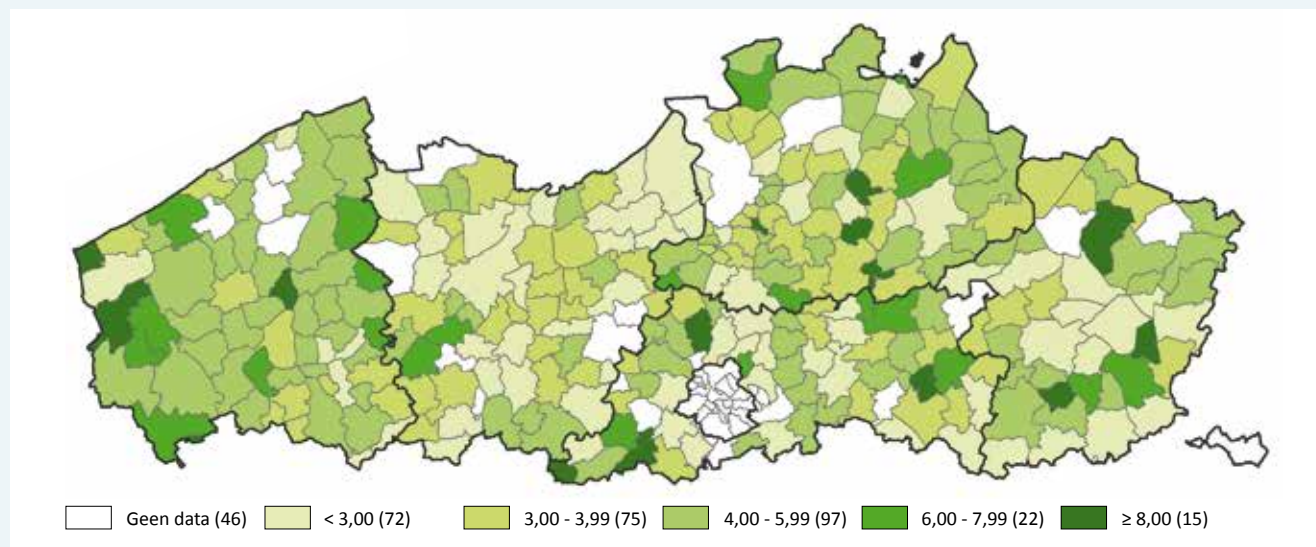 Geen data (46) < 3,00 (72) 3,00 - 3,99 (75) 4,00 - 5,99 (97) 6,00 - 7,99 (22) ≥ 8,00 (15)